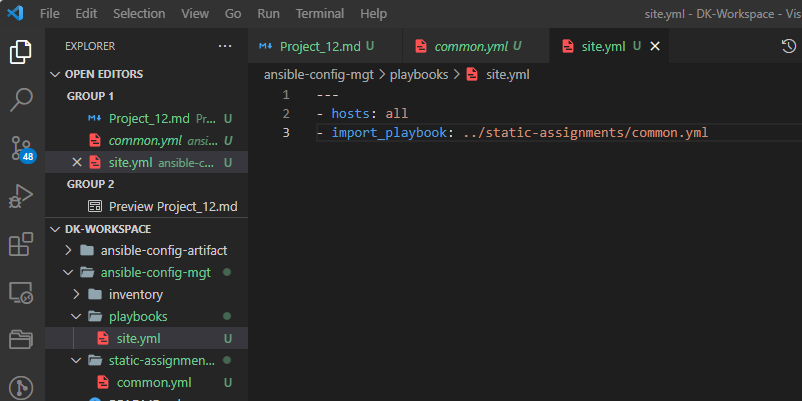 File Edit Selection View Go Run Terminal Help
site.yml - DK-Workspace - Vis
EXPLORER
Project_12.md U
common.yml U
site.yml U
OPEN EDITORS
ansible-config-mgt > playbooks > site.yml
GROUP 1
Project_12.md Pr... U
common.yml ansi... U
site.yml ansible-c... U
GROUP 2
Preview Project_12.md
1 ---
2 - hosts: all
3 - import_playbook: ../static-assignments/common.yml
48
DK-WORKSPACE
ansible-config-artifact
ansible-config-mgt
inventory
playbooks
site.yml U
static-assignmen...
common.yml U